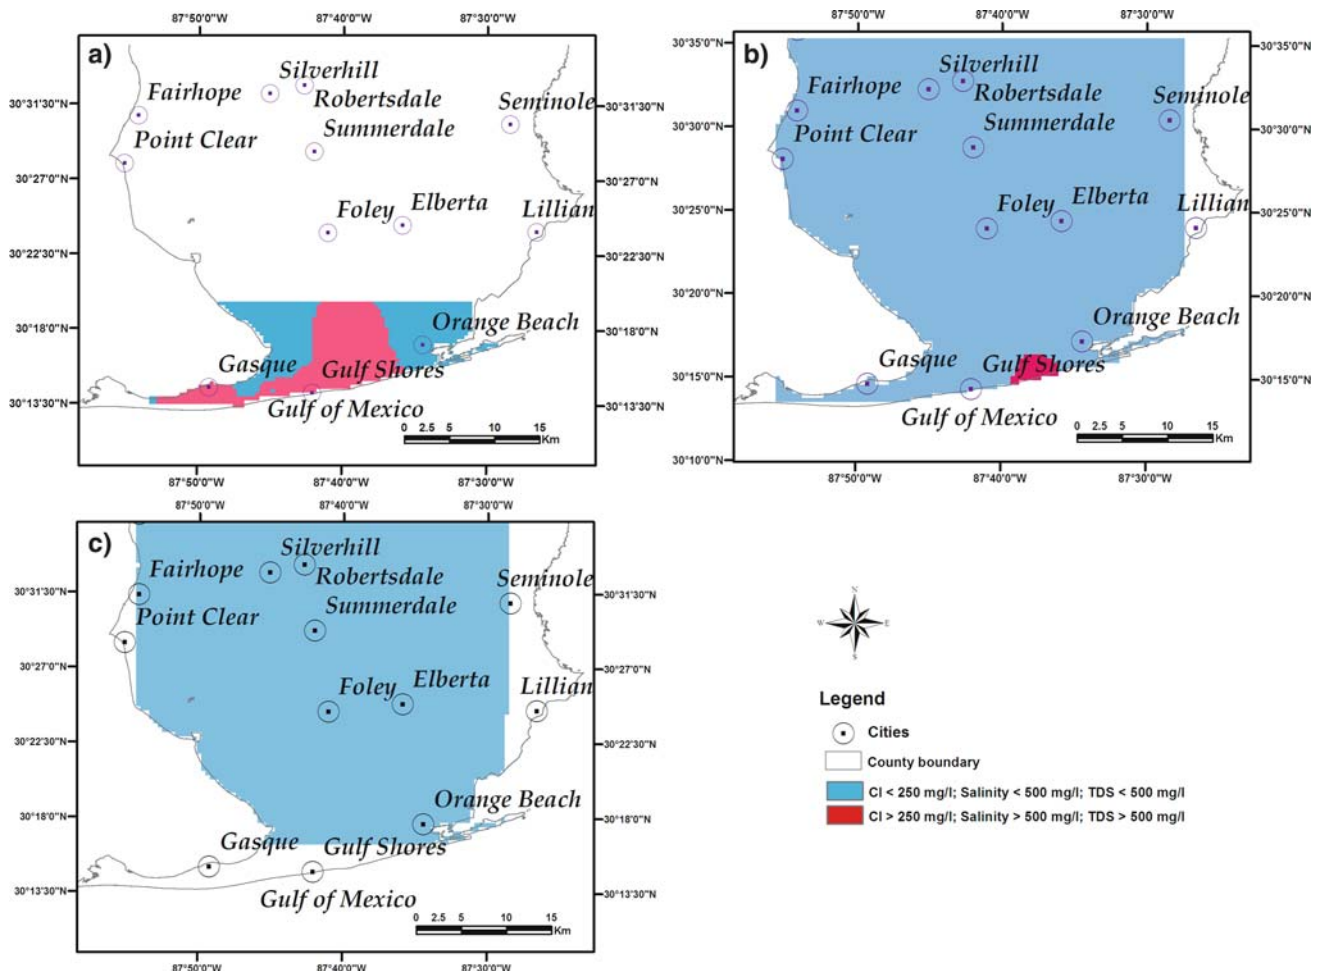 87°50'0"W 87°40'0"W 87°30'0"W
a)
Silverhill
Fairhope
Robertsdale
Seminole
Summerdale
Point Clear
Foley
Elberta
Lillian
Orange Beach
Gasque
Gulf Shores
Gulf of Mexico
0 2.5 5 10 15
Km
30°31'30"N
30°27'0"N
30°22'30"N
30°18'0"N
30°13'30"N
30°31'30"N
30°27'0"N
30°22'30"N
30°18'0"N
30°13'30"N
87°50'0"W 87°40'0"W 87°30'0"W
87°50'0"W 87°40'0"W 87°30'0"W
b)
Silverhill
Fairhope
Robertsdale
Seminole
Summerdale
Point Clear
Foley
Elberta
Lillian
Orange Beach
Gasque
Gulf Shores
Gulf of Mexico
0 2.5 5 10 15
Km
30°35'0"N
30°30'0"N
30°25'0"N
30°20'0"N
30°15'0"N
30°10'0"N
30°35'0"N
30°30'0"N
30°25'0"N
30°20'0"N
30°15'0"N
87°50'0"W 87°40'0"W 87°30'0"W
87°50'0"W 87°40'0"W 87°30'0"W
c)
Silverhill
Fairhope
Robertsdale
Seminole
Summerdale
Point Clear
Foley
Elberta
Lillian
Orange Beach
Gasque
Gulf Shores
Gulf of Mexico
0 2.5 5 10 15
Km
30°31'30"N
30°27'0"N
30°22'30"N
30°18'0"N
30°13'30"N
30°31'30"N
30°27'0"N
30°22'30"N
30°18'0"N
30°13'30"N
87°50'0"W 87°40'0"W 87°30'0"W
N
W E
S
Legend
Cities
County boundary
Cl < 250 mg/l; Salinity < 500 mg/l; TDS < 500 mg/l
Cl > 250 mg/l; Salinity > 500 mg/l; TDS > 500 mg/l